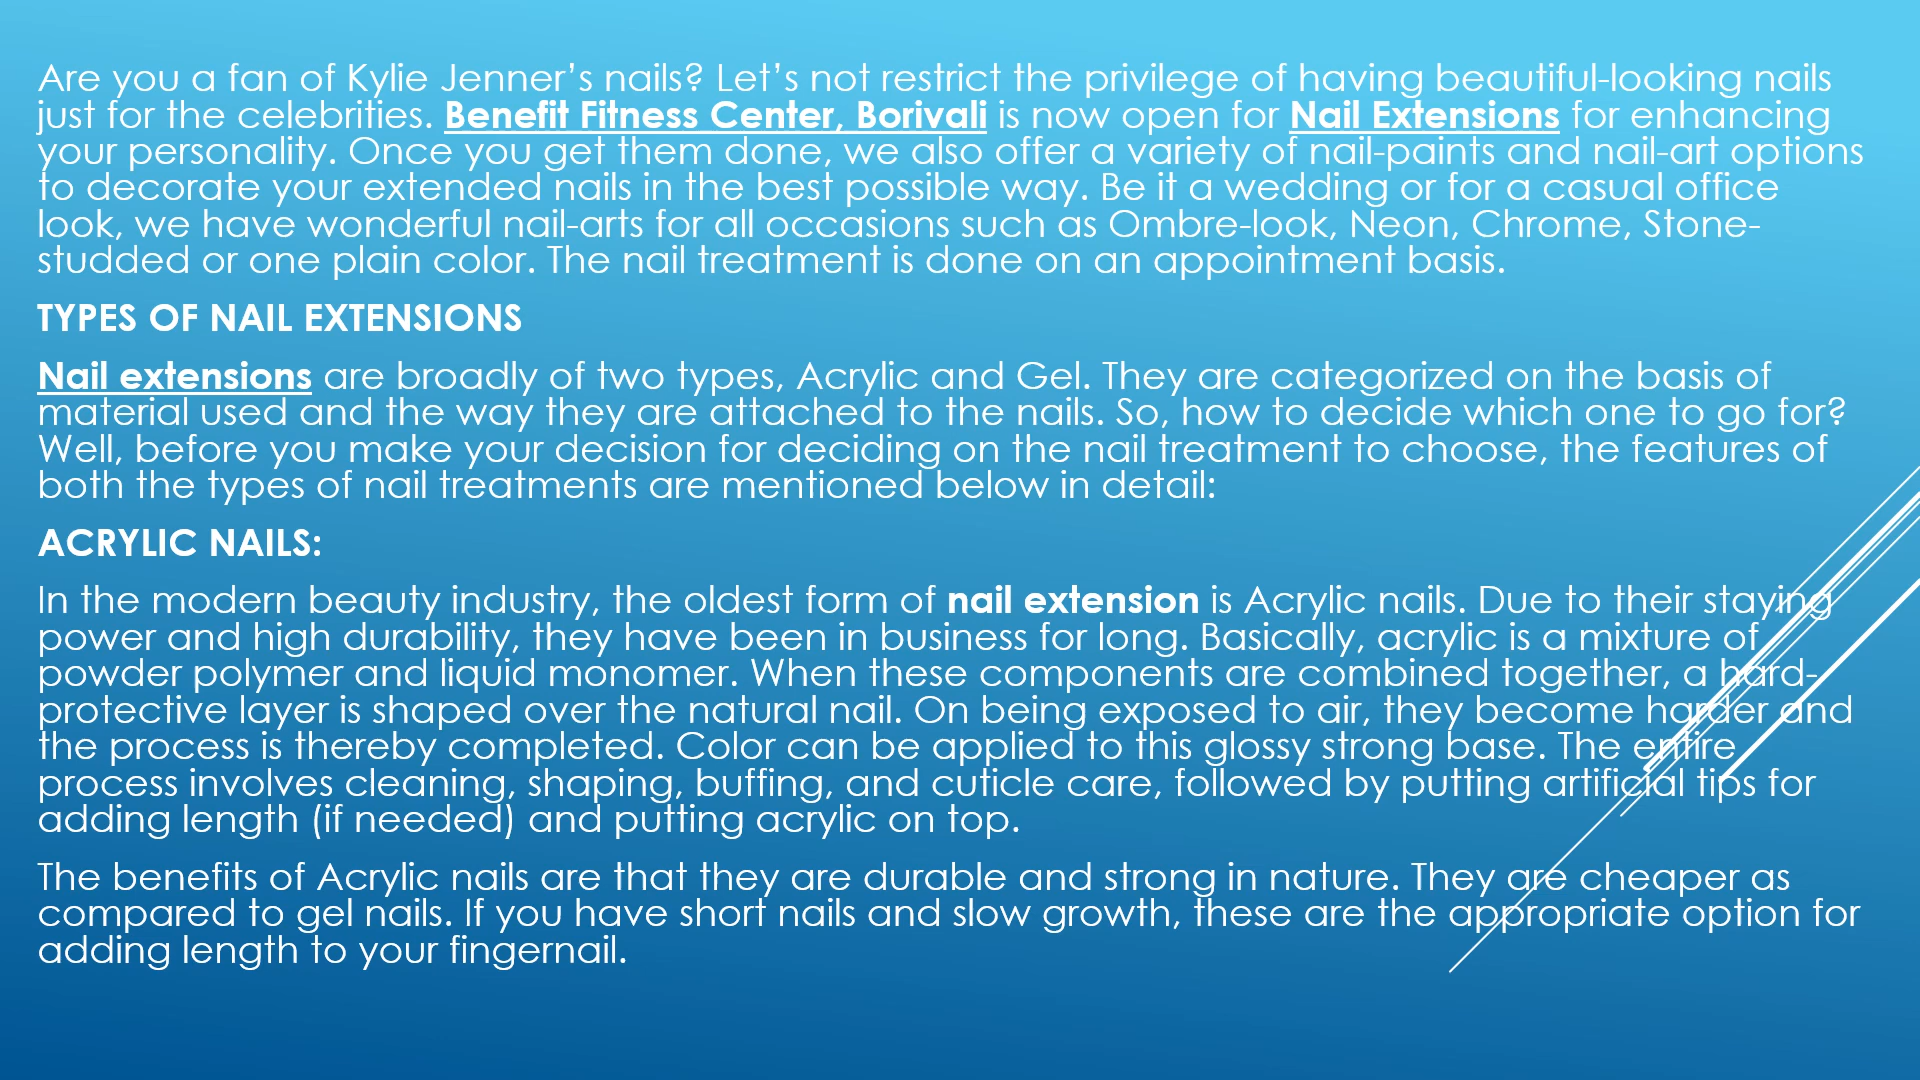 Are you a fan of Kylie Jenner’s nails? Let’s not restrict the privilege of having beautiful-looking nails
just for the celebrities. Benefit Fitness Center, Borivali is now open for Nail Extensions for enhancing
your personality. Once you get them done, we also offer a variety of nail-paints and nail-art options
to decorate your extended nails in the best possible way. Be it a wedding or for a casual office
look, we have wonderful nail-arts for all occasions such as Ombre-look, Neon, Chrome, Stone-
studded or one plain color. The nail treatment is done on an appointment basis.
TYPES OF NAIL EXTENSIONS
Nail extensions are broadly of two types, Acrylic and Gel. They are categorized on the basis of
material used and the way they are attached to the nails. So, how to decide which one to go for?
Well, before you make your decision for deciding on the nail treatment to choose, the features of
both the types of nail treatments are mentioned below in detail:
ACRYLIC NAILS:
In the modern beauty industry, the oldest form of nail extension is Acrylic nails. Due to their staying
power and high durability, they have been in business for long. Basically, acrylic is a mixture of
powder polymer and liquid monomer. When these components are combined together, a hard-
protective layer is shaped over the natural nail. On being exposed to air, they become harder and
the process is thereby completed. Color can be applied to this glossy strong base. The entire
process involves cleaning, shaping, buffing, and cuticle care, followed by putting artificial tips for
adding length (if needed) and putting acrylic on top.
The benefits of Acrylic nails are that they are durable and strong in nature. They are cheaper as
compared to gel nails. If you have short nails and slow growth, these are the appropriate option for
adding length to your fingernail.